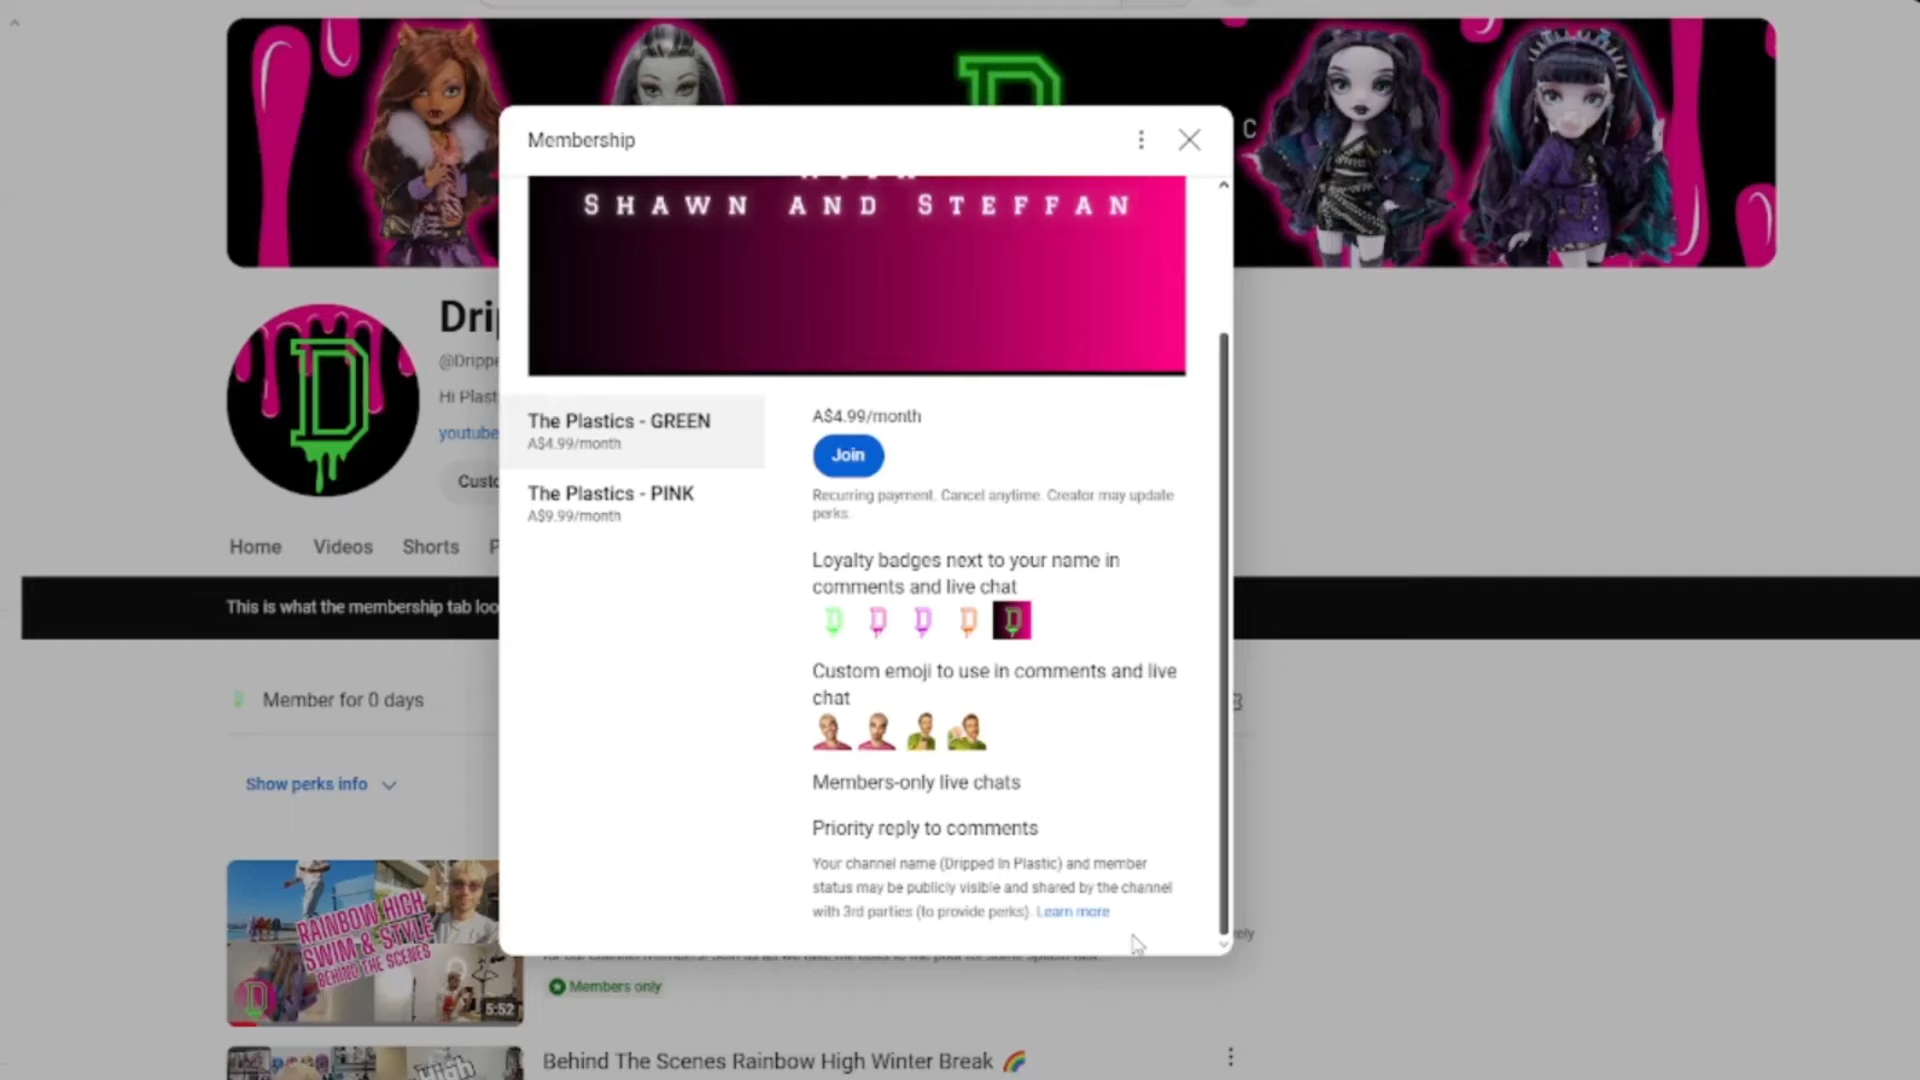 Membership
SHAWN AND STEFFAN
The Plastics - GREEN
A$4.99/month
The Plastics - PINK
A$9.99/month
A$4.99/month
Join
Recurring payment. Cancel anytime. Creator may update
perks.
Loyalty badges next to your name in
comments and live chat
Custom emoji to use in comments and live
chat
Members-only live chats
Priority reply to comments
Your channel name (Dripped In Plastic) and member
status may be publicly visible and shared by the channel
with 3rd parties (to provide perks). Learn more
D
C
D
Dri
@Drippe
Hi Plast
youtube
Custo
Home Videos Shorts P
This is what the membership tab loo
Member for 0 days
Show perks info
RAINBOW HIGH
SWIM & STYLE
BEHIND THE SCENES
5:52
Members only
Behind The Scenes Rainbow High Winter Break 🌈
High